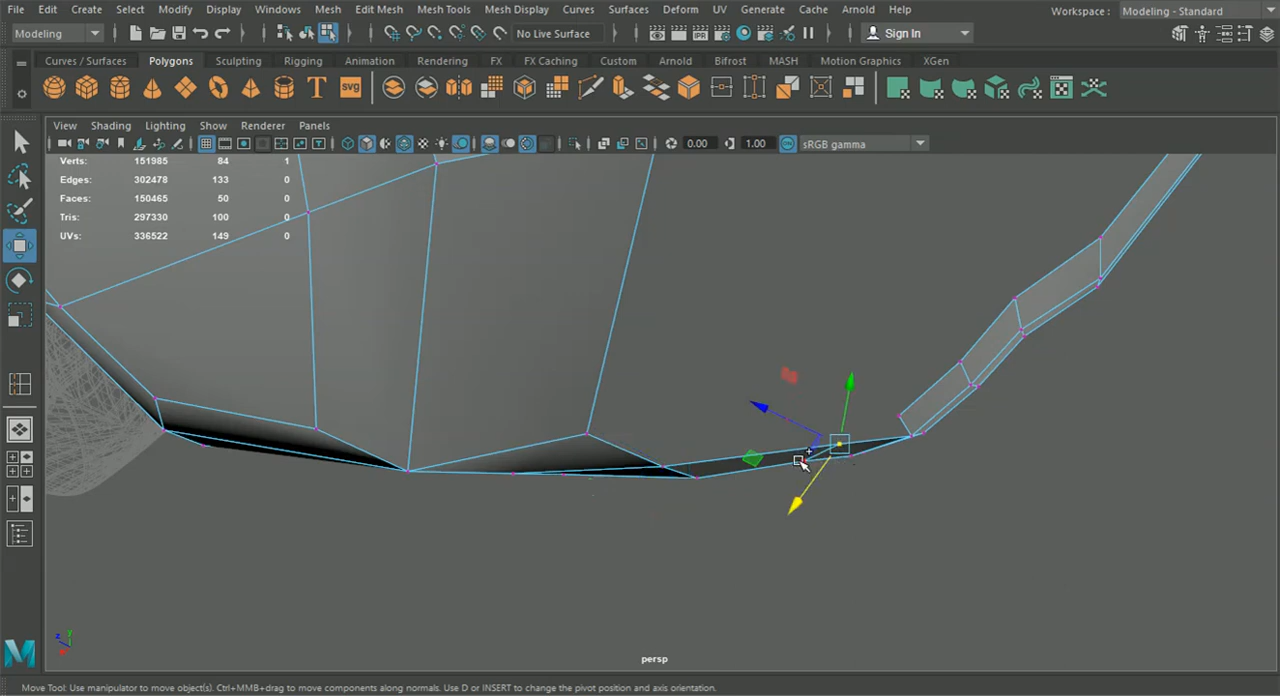 File Edit Create Select Modify Display Windows Mesh Edit Mesh Mesh Tools Mesh Display Curves Surfaces Deform UV Generate Cache Arnold Help Workspace: Modeling - Standard
Modeling No Live Surface Sign In
Curves / Surfaces Polygons Sculpting Rigging Animation Rendering FX FX Caching Custom Arnold Bifrost MASH Motion Graphics XGen
T SVG
View Shading Lighting Show Renderer Panels
0.00 1.00 sRGB gamma
Verts: 151985 84 1
Edges: 302478 133 0
Faces: 150465 50 0
Tris: 297330 100 0
UVs: 336522 149 0
z y
persp
M
Move Tool: Use manipulator to move object(s). Ctrl+MMB+drag to move components along normals. Use D or INSERT to change the pivot position and axis orientation.